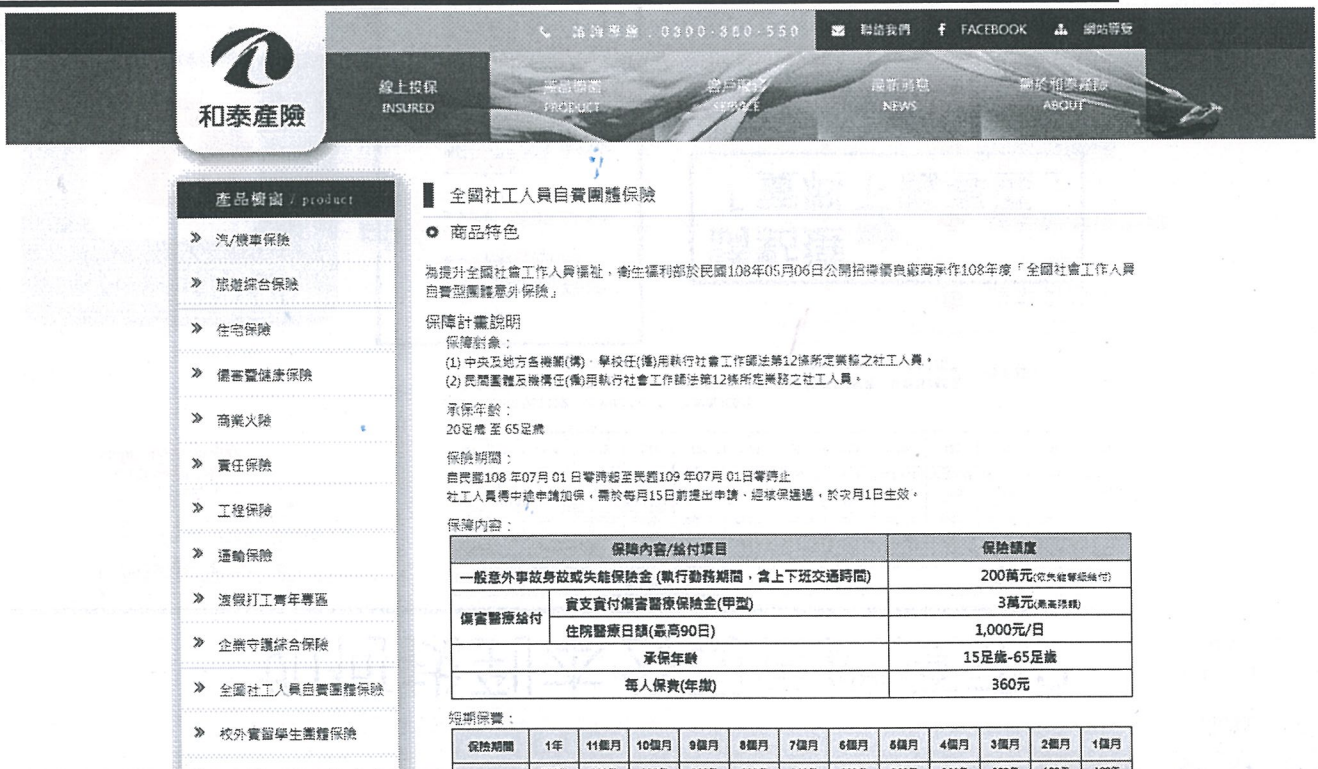 0800-380-550
聯絡我們
FACEBOOK
網站導覽
和泰產險
線上投保
INSURED
產品櫥窗
PRODUCT
客戶服務
SERVICE
最新消息
NEWS
關於和泰產險
ABOUT
產品櫥窗 / product
汽/機車保險
旅遊綜合保險
住宅保險
傷害暨健康保險
商業火險
責任保險
工程保險
運輸保險
渡假打工青年專區
企業守護綜合保險
全國社工人員自費團體保險
校外實習學生團體保險
全國社工人員自費團體保險
商品特色
為提升全國社會工作人員福祉,衛生福利部於民國108年05月06日公開招標優良廠商承作108年度「全國社會工作人員
自費型團體意外保險」
保障計畫說明
保障對象:
(1) 中央及地方各機關(構)、學校任(僱)用執行社會工作師法第12條所定業務之社工人員。
(2) 民間團體及機構任(僱)用執行社會工作師法第12條所定業務之社工人員。
承保年齡:
20足歲 至 65足歲
保險期間:
自民國108 年07月 01 日零時起至民國109 年07月 01日零時止
社工人員得中途申請加保,需於每月15日前提出申請、經核保通過,於次月1日生效。
保障內容:
保障內容/給付項目 保險額度
一般意外事故身故或失能保險金 (執行勤務期間,含上下班交通時間) 200萬元(依失能等級給付)
傷害醫療給付 實支實付傷害醫療保險金(甲型) 3萬元(最高限額)
住院醫療日額(最高90日) 1,000元/日
承保年齡 15足歲-65足歲
每人保費(年繳) 360元
短期保費:
保險期間 1年 11個月 10個月 9個月 8個月 7個月 6個月 5個月 4個月 3個月 2個月 1個月